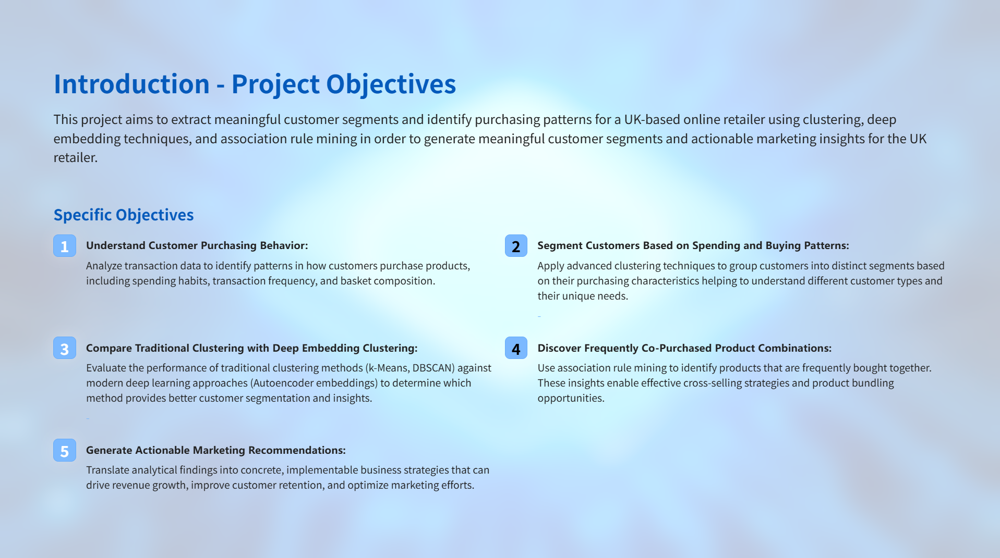 Introduction - Project Objectives
This project aims to extract meaningful customer segments and identify purchasing patterns for a UK-based online retailer using clustering, deep
embedding techniques, and association rule mining in order to generate meaningful customer segments and actionable marketing insights for the UK
retailer.
Specific Objectives
1
Understand Customer Purchasing Behavior:
Analyze transaction data to identify patterns in how customers purchase products,
including spending habits, transaction frequency, and basket composition.
2
Segment Customers Based on Spending and Buying Patterns:
Apply advanced clustering techniques to group customers into distinct segments based
on their purchasing characteristics helping to understand different customer types and
their unique needs.
-
3
Compare Traditional Clustering with Deep Embedding Clustering:
Evaluate the performance of traditional clustering methods (k-Means, DBSCAN) against
modern deep learning approaches (Autoencoder embeddings) to determine which
method provides better customer segmentation and insights.
-
4
Discover Frequently Co-Purchased Product Combinations:
Use association rule mining to identify products that are frequently bought together.
These insights enable effective cross-selling strategies and product bundling
opportunities.
5
Generate Actionable Marketing Recommendations:
Translate analytical findings into concrete, implementable business strategies that can
drive revenue growth, improve customer retention, and optimize marketing efforts.